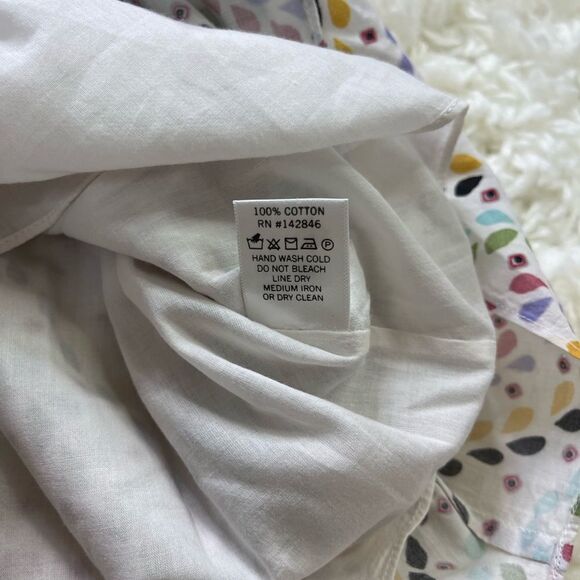 100% COTTON
RN #142846
P
HAND WASH COLD
DO NOT BLEACH
LINE DRY
MEDIUM IRON
OR DRY CLEAN